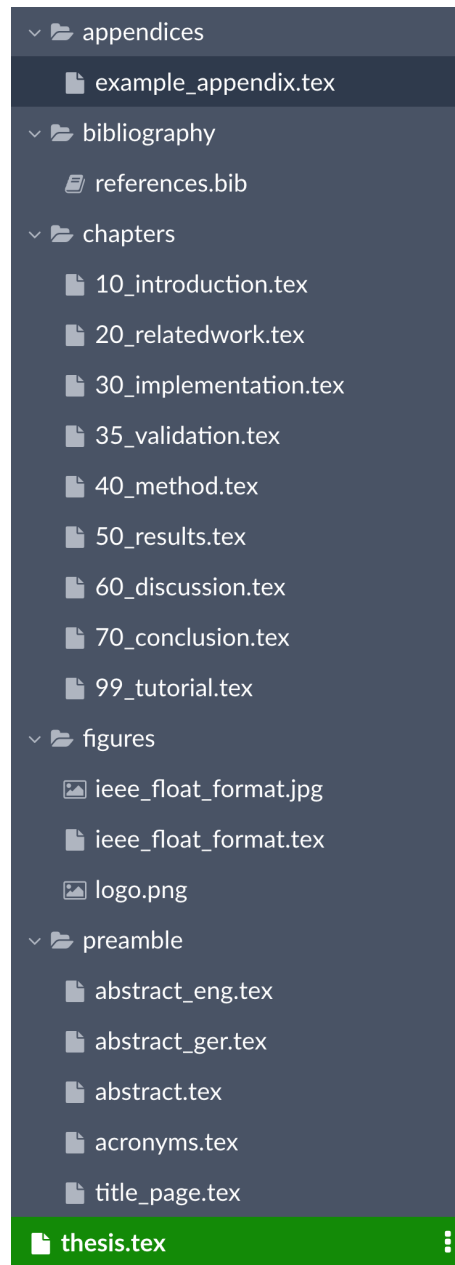 appendices
example_appendix.tex
bibliography
references.bib
chapters
10_introduction.tex
20_relatedwork.tex
30_implementation.tex
35_validation.tex
40_method.tex
50_results.tex
60_discussion.tex
70_conclusion.tex
99_tutorial.tex
figures
ieee_float_format.jpg
ieee_float_format.tex
logo.png
preamble
abstract_eng.tex
abstract_ger.tex
abstract.tex
acronyms.tex
title_page.tex
thesis.tex